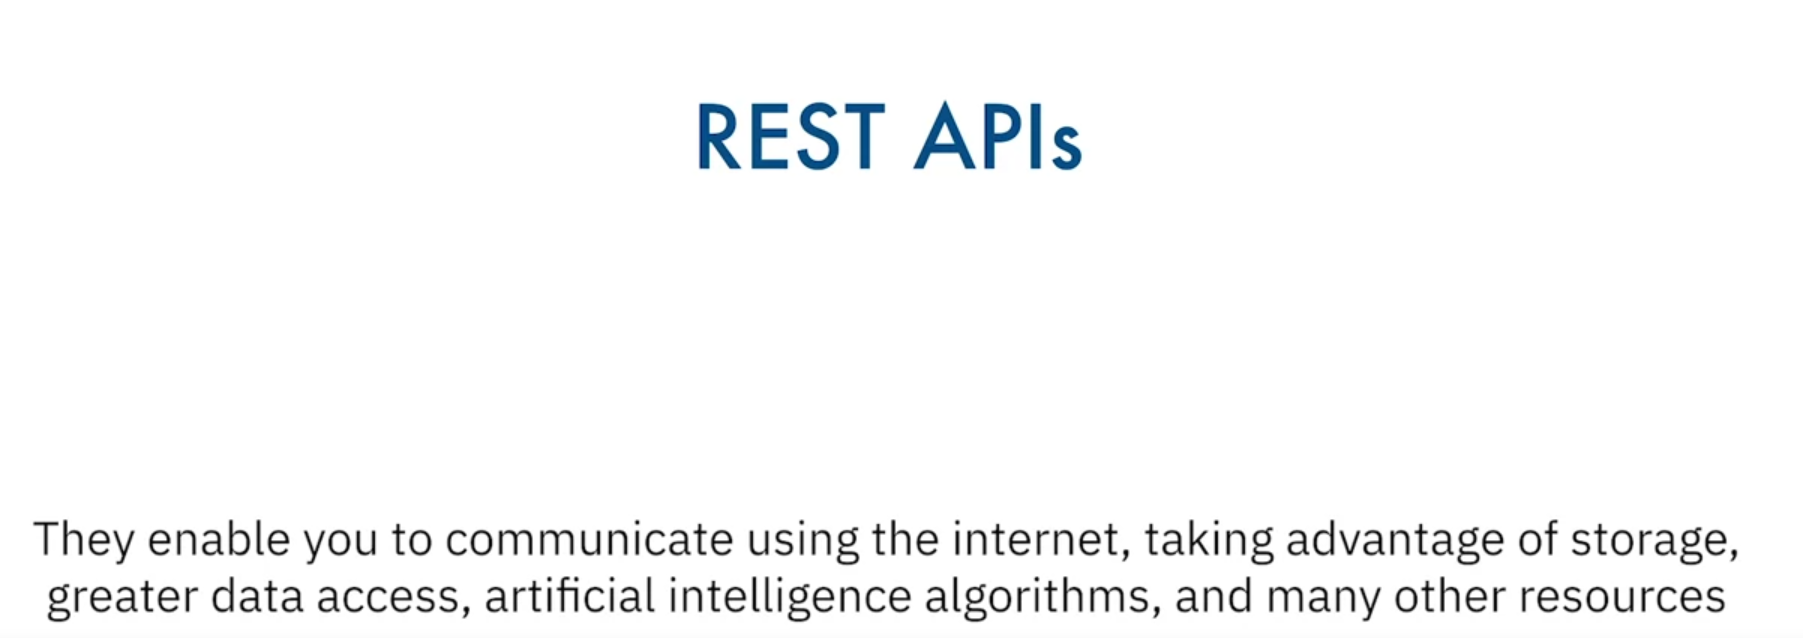 REST APIs
They enable you to communicate using the internet, taking advantage of storage,
greater data access, artificial intelligence algorithms, and many other resources